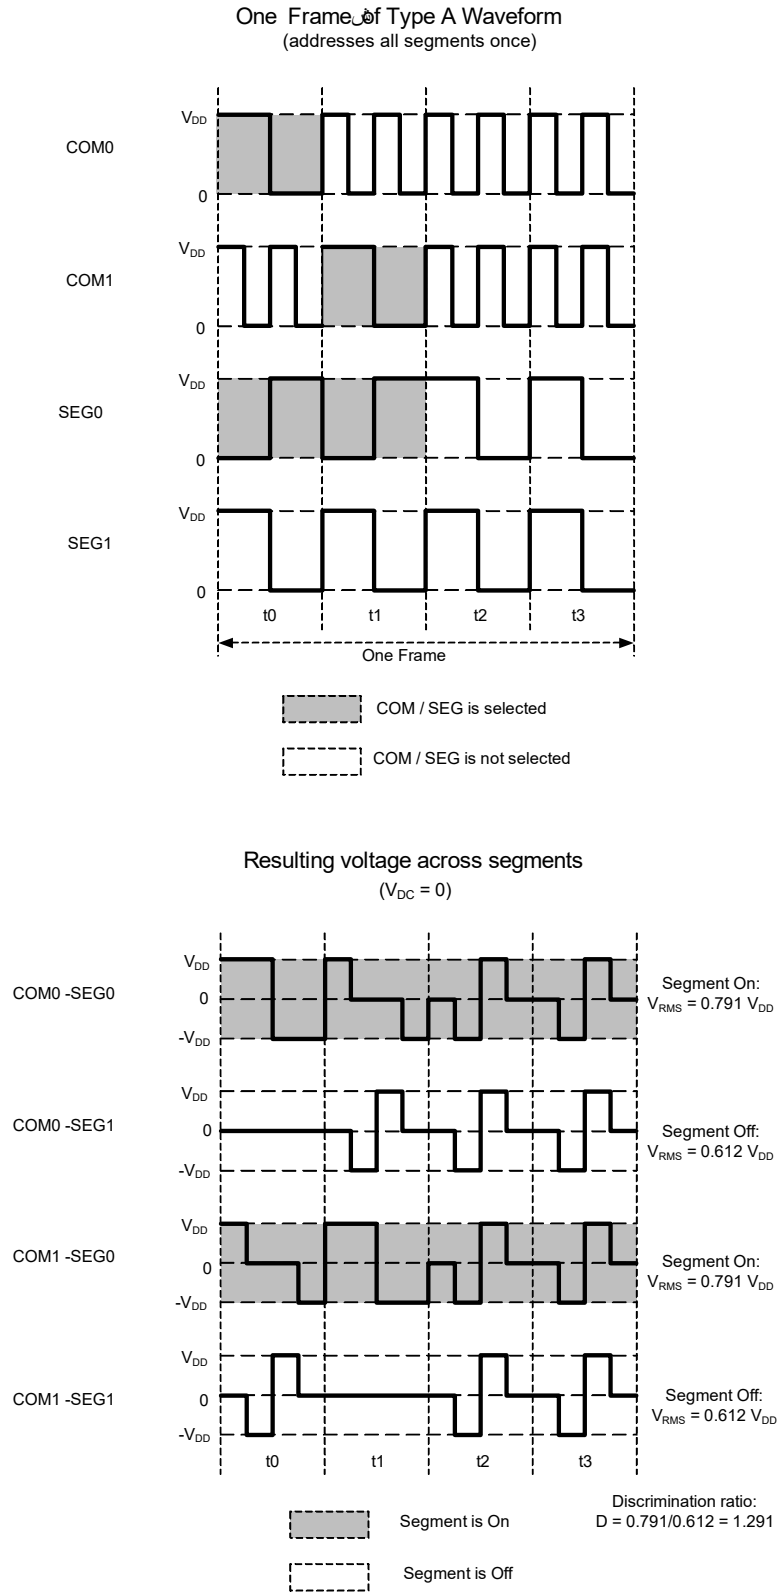 One Frame of Type A Waveform
(addresses all segments once)
COM0
VDD
0
COM1
VDD
0
SEG0
VDD
0
SEG1
VDD
0
t0 t1 t2 t3
One Frame
COM / SEG is selected
COM / SEG is not selected
Resulting voltage across segments
(VDC = 0)
COM0 -SEG0
VDD
0
-VDD
Segment On:
VRMS = 0.791 VDD
COM0 -SEG1
VDD
0
-VDD
Segment Off:
VRMS = 0.612 VDD
COM1 -SEG0
VDD
0
-VDD
Segment On:
VRMS = 0.791 VDD
COM1 -SEG1
VDD
0
-VDD
Segment Off:
VRMS = 0.612 VDD
t0 t1 t2 t3
Segment is On
Segment is Off
Discrimination ratio:
D = 0.791/0.612 = 1.291